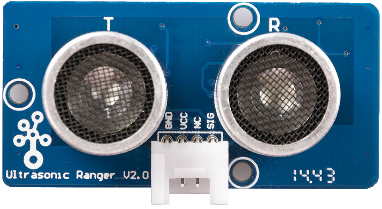 T
R
GND
VCC
NC
SIG
Ultrasonic Ranger V2.0
14.43